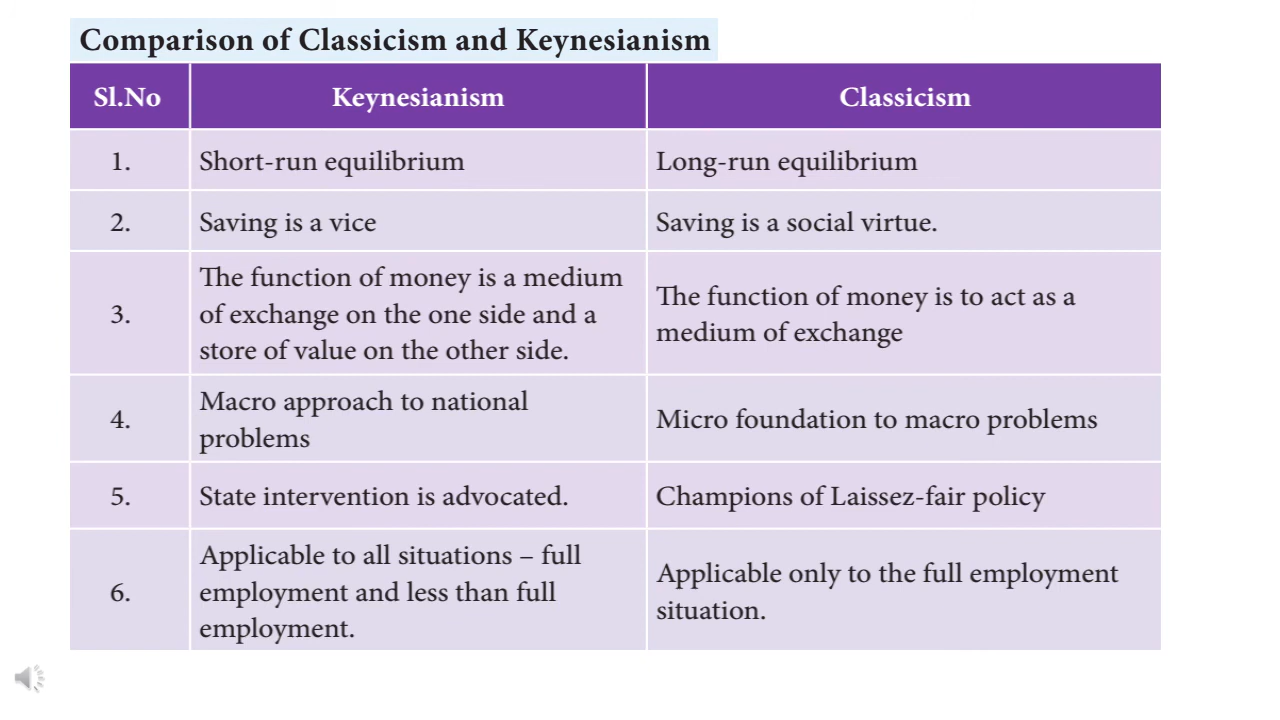 Comparison of Classicism and Keynesianism
Sl.No Keynesianism Classicism
1. Short-run equilibrium Long-run equilibrium
2. Saving is a vice Saving is a social virtue.
3. The function of money is a medium
of exchange on the one side and a
store of value on the other side.
The function of money is to act as a
medium of exchange
4. Macro approach to national
problems
Micro foundation to macro problems
5. State intervention is advocated. Champions of Laissez-fair policy
6. Applicable to all situations – full
employment and less than full
employment.
Applicable only to the full employment
situation.